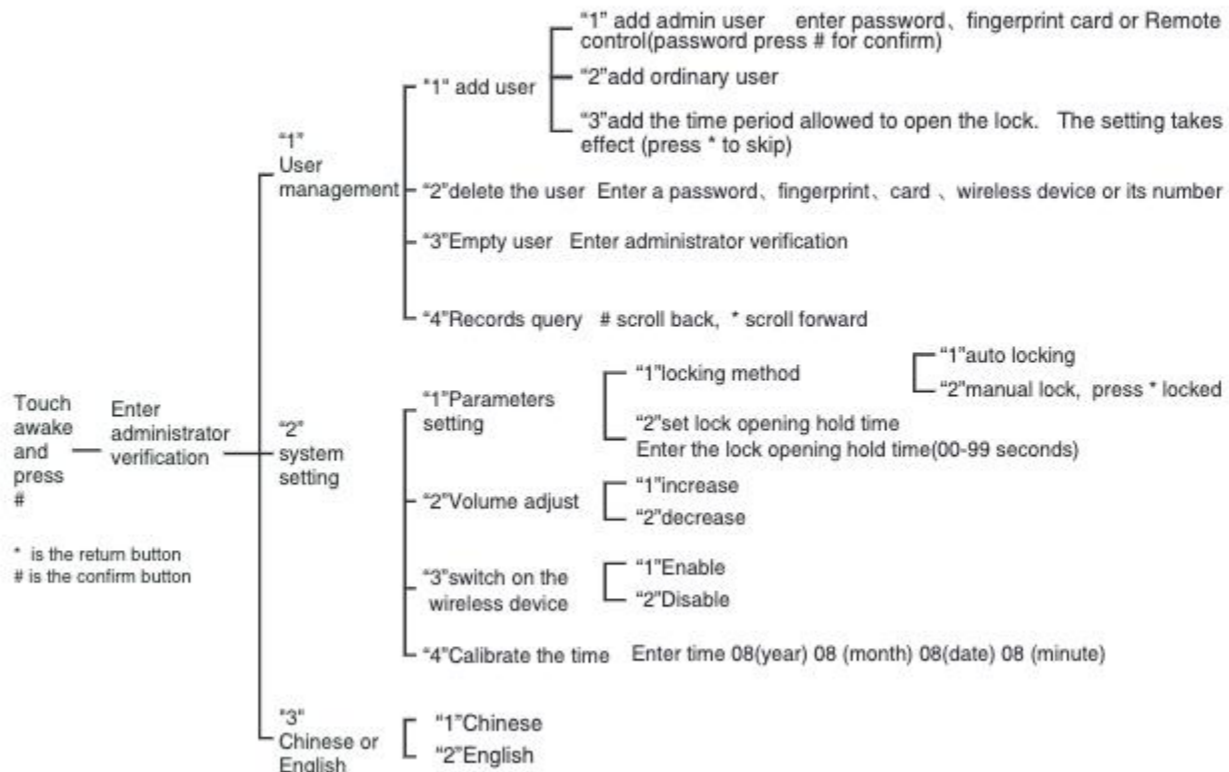 Touch
awake
and
press
#
* is the return button
# is the confirm button
Enter
administrator
verification
“1”
User
management
"1" add user
“1” add admin user enter password、fingerprint card or Remote
control(password press # for confirm)
“2”add ordinary user
“3”add the time period allowed to open the lock. The setting takes
effect (press * to skip)
“2”delete the user Enter a password、fingerprint、card 、wireless device or its number
“3”Empty user Enter administrator verification
“4”Records query # scroll back, * scroll forward
“2”
system
setting
“1”Parameters
setting
“1”locking method
“1”auto locking
“2”manual lock, press * locked
“2”set lock opening hold time
Enter the lock opening hold time(00-99 seconds)
“2”Volume adjust
“1”increase
“2”decrease
“3”switch on the
wireless device
“1”Enable
“2”Disable
“4”Calibrate the time Enter time 08(year) 08 (month) 08(date) 08 (minute)
"3"
Chinese or
English
“1”Chinese
“2”English